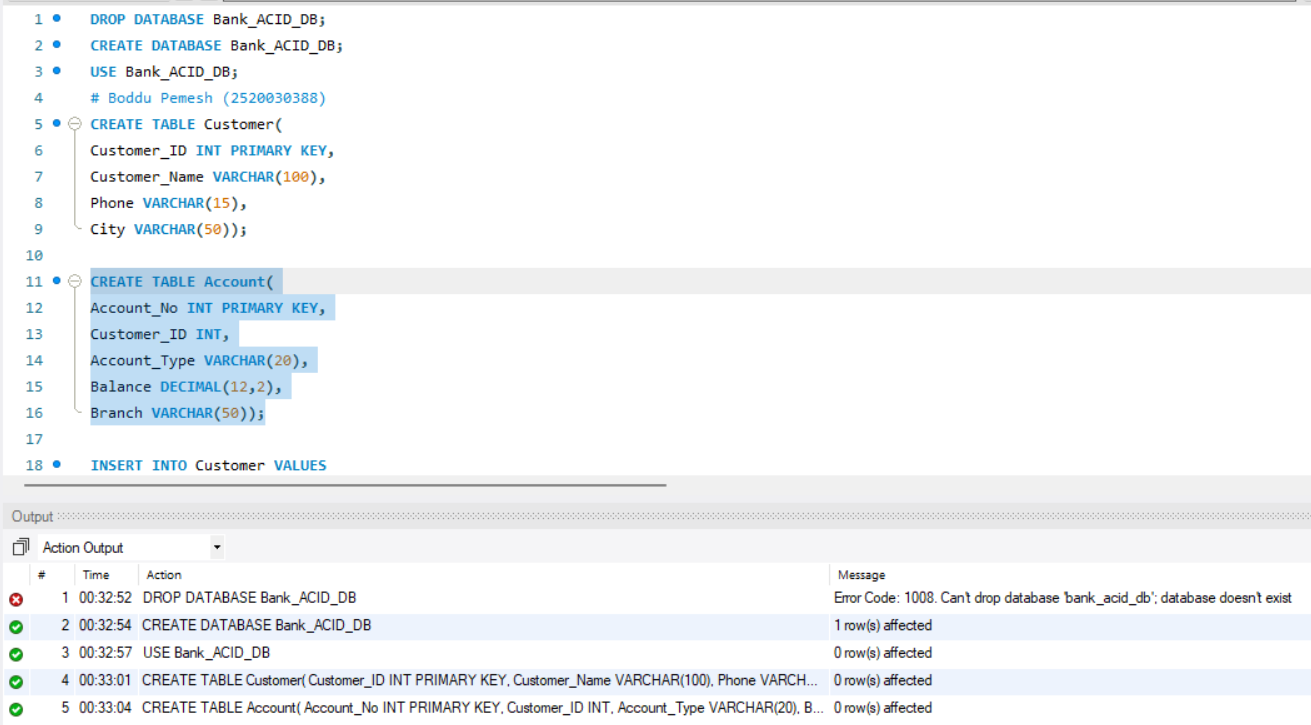 1 DROP DATABASE Bank_ACID_DB;
2 CREATE DATABASE Bank_ACID_DB;
3 USE Bank_ACID_DB;
4 # Boddu Pemesh (2520030388)
5 CREATE TABLE Customer(
6 Customer_ID INT PRIMARY KEY,
7 Customer_Name VARCHAR(100),
8 Phone VARCHAR(15),
9 City VARCHAR(50));
10
11 CREATE TABLE Account(
12 Account_No INT PRIMARY KEY,
13 Customer_ID INT,
14 Account_Type VARCHAR(20),
15 Balance DECIMAL(12,2),
16 Branch VARCHAR(50));
17
18 INSERT INTO Customer VALUES
Output
Action Output
# Time Action Message
1 00:32:52 DROP DATABASE Bank_ACID_DB Error Code: 1008. Can't drop database 'bank_acid_db'; database doesn't exist
2 00:32:54 CREATE DATABASE Bank_ACID_DB 1 row(s) affected
3 00:32:57 USE Bank_ACID_DB 0 row(s) affected
4 00:33:01 CREATE TABLE Customer( Customer_ID INT PRIMARY KEY, Customer_Name VARCHAR(100), Phone VARCH... 0 row(s) affected
5 00:33:04 CREATE TABLE Account( Account_No INT PRIMARY KEY, Customer_ID INT, Account_Type VARCHAR(20), B... 0 row(s) affected